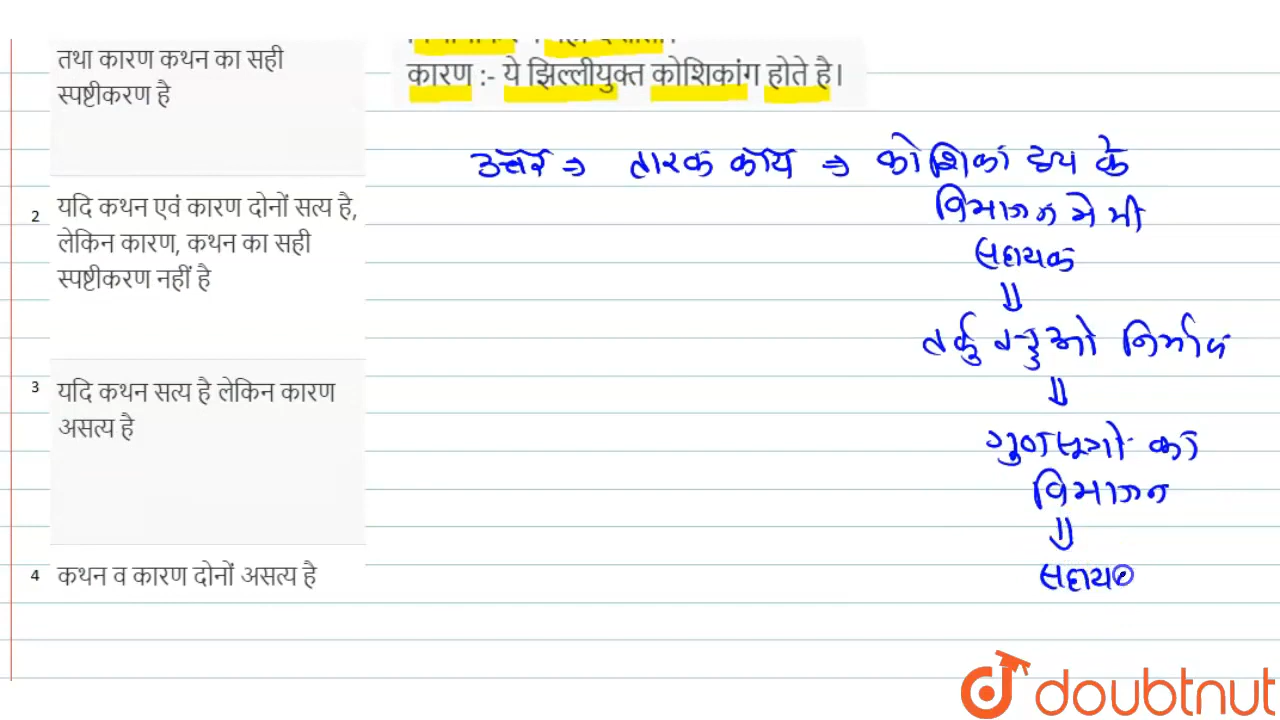 तथा कारण कथन का सही
स्पष्टीकरण है
2
यदि कथन एवं कारण दोनों सत्य है,
लेकिन कारण, कथन का सही
स्पष्टीकरण नहीं है
3
यदि कथन सत्य है लेकिन कारण
असत्य है
4
कथन व कारण दोनों असत्य है
कारण :- ये झिल्लीयुक्त कोशिकांग होते है।
उत्तर ⇒ तारक काय ⇒ कोशिका द्रव्य के
विभाजन मे भी
सहायक
⇓
तर्कु तन्तुओ निर्माण
⇓
गुणसूत्रो का
विभाजन
⇓
सहाय
doubtnut